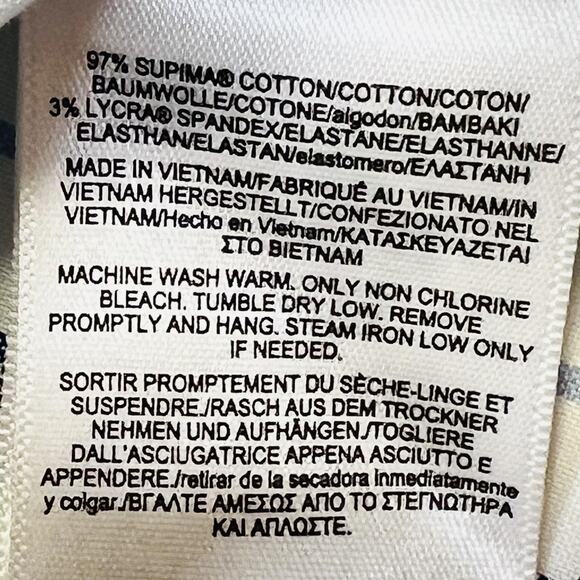 97% SUPIMA® COTTON/COTTON/COTON/
BAUMWOLLE/COTONE/algodon/BAMBAKI
3% LYCRA® SPANDEX/ELASTANE/ELASTHANNE/
ELASTHAN/ELASTAN/elastomero/ΕΛΑΣΤΑΝΗ
MADE IN VIETNAM/FABRIQUÉ AU VIETNAM/IN
VIETNAM HERGESTELLT/CONFEZIONATO NEL
VIETNAM/Hecho en Vietnam/ΚΑΤΑΣΚΕΥΑΖΕΤΑΙ
ΣΤΟ ΒΙΕΤΝΑΜ
MACHINE WASH WARM. ONLY NON CHLORINE
BLEACH. TUMBLE DRY LOW. REMOVE
PROMPTLY AND HANG. STEAM IRON LOW ONLY
IF NEEDED.
SORTIR PROMPTEMENT DU SÈCHE-LINGE ET
SUSPENDRE./RASCH AUS DEM TROCKNER
NEHMEN UND AUFHÄNGEN./TOGLIERE
DALL'ASCIUGATRICE APPENA ASCIUTTO E
APPENDERE./retirar de la secadora inmediatamente
y colgar./ΒΓΑΛΤΕ ΑΜΕΣΩΣ ΑΠΟ ΤΟ ΣΤΕΓΝΩΤΗΡΑ
ΚΑΙ ΑΠΛΩΣΤΕ.